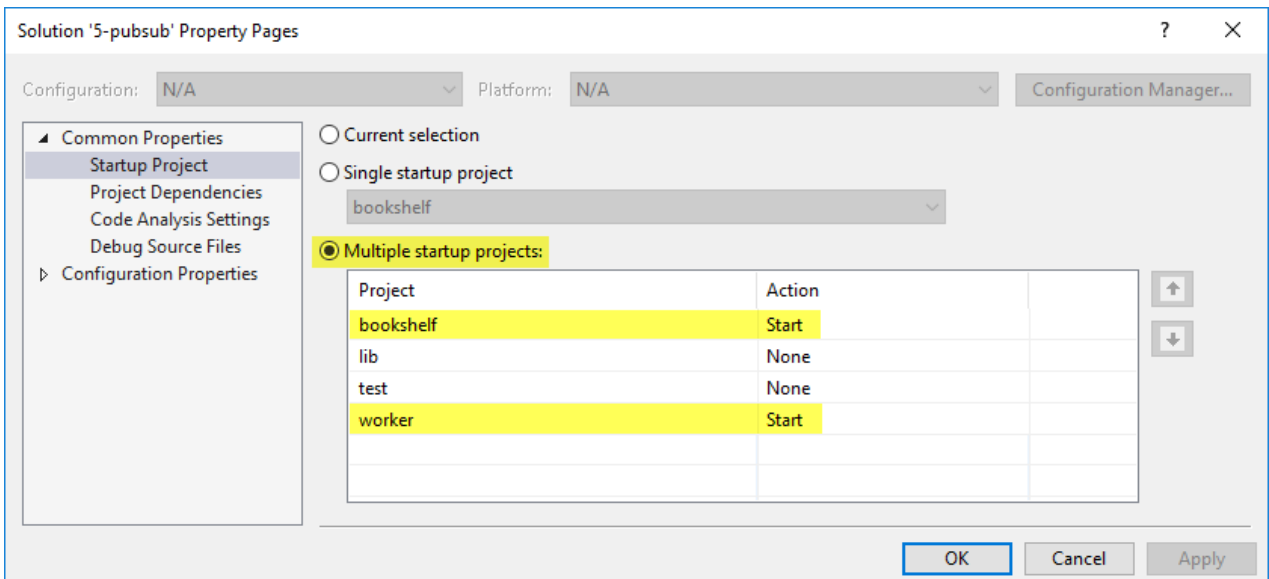 Solution '5-pubsub' Property Pages
Configuration: N/A Platform: N/A Configuration Manager...
Common Properties
Startup Project
Project Dependencies
Code Analysis Settings
Debug Source Files
Configuration Properties
Current selection
Single startup project
bookshelf
Multiple startup projects:
Project Action
bookshelf Start
lib None
test None
worker Start
OK Cancel Apply